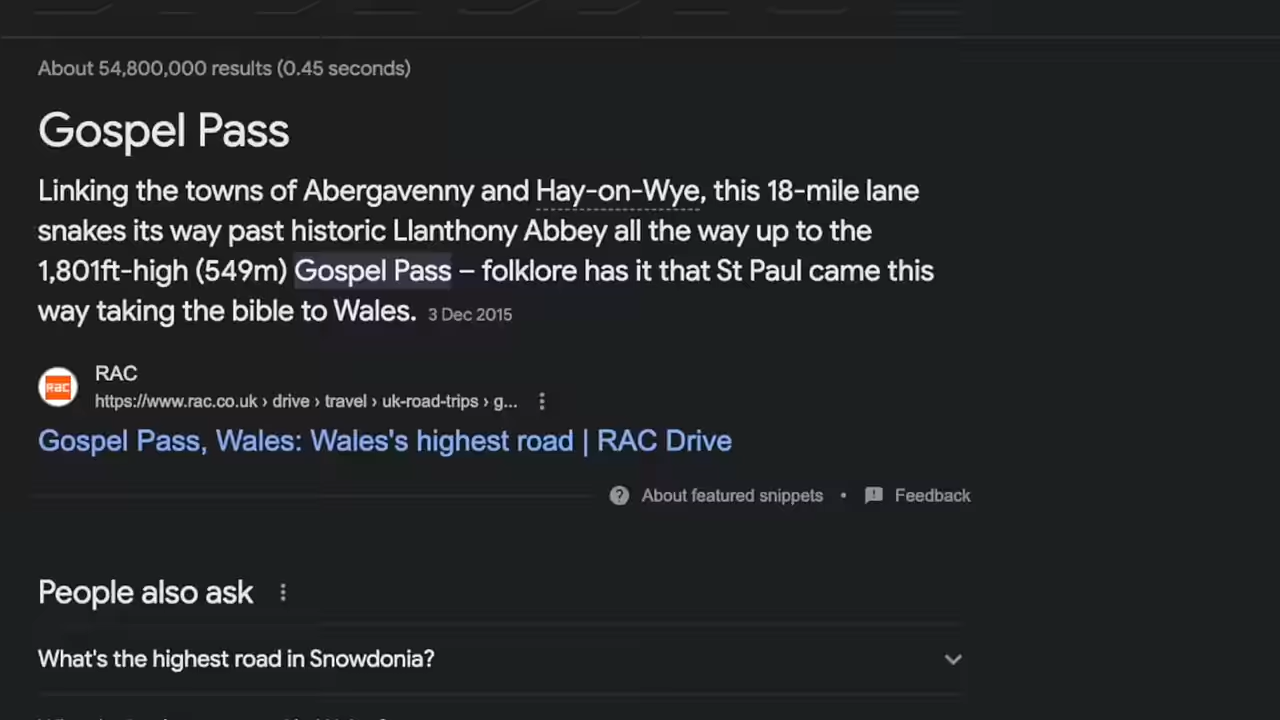 About 54,800,000 results (0.45 seconds)
Gospel Pass
Linking the towns of Abergavenny and Hay-on-Wye, this 18-mile lane
snakes its way past historic Llanthony Abbey all the way up to the
1,801ft-high (549m) Gospel Pass – folklore has it that St Paul came this
way taking the bible to Wales. 3 Dec 2015
RAC
RAC
https://www.rac.co.uk › drive › travel › uk-road-trips › g...
Gospel Pass, Wales: Wales's highest road | RAC Drive
About featured snippets • Feedback
People also ask
What's the highest road in Snowdonia?